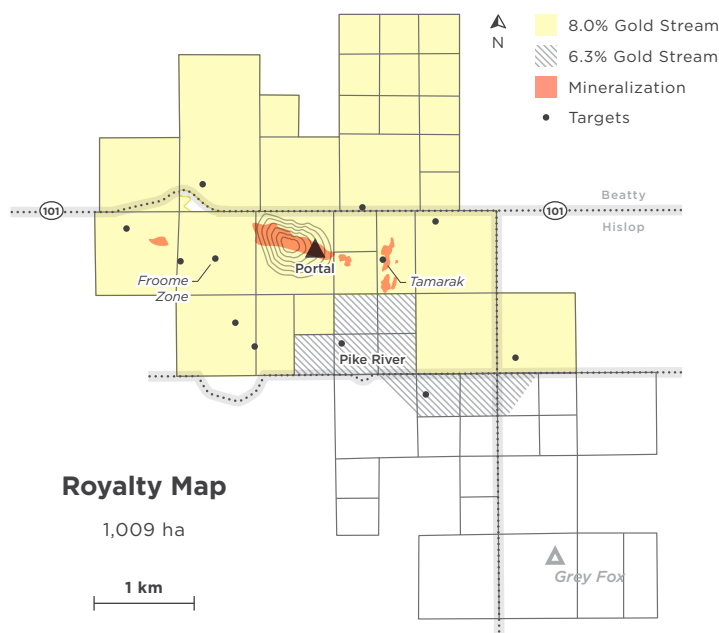 N
8.0% Gold Stream
6.3% Gold Stream
Mineralization
Targets
Beatty
101
101
Hislop
Portal
Froome
Zone
Tamarak
Pike River
Royalty Map
1,009 ha
1 km
Grey Fox